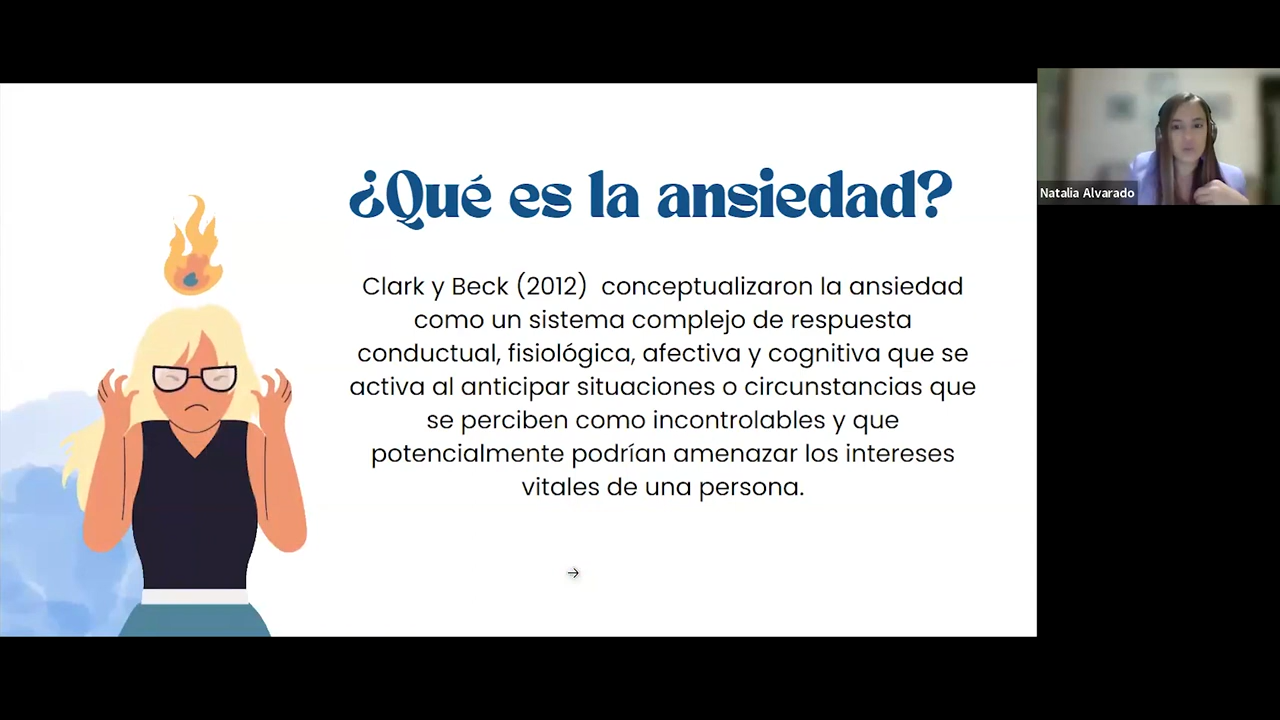 ¿Qué es la ansiedad?
Clark y Beck (2012)  conceptualizaron la ansiedad
como un sistema complejo de respuesta
conductual, fisiológica, afectiva y cognitiva que se
activa al anticipar situaciones o circunstancias que
se perciben como incontrolables y que
potencialmente podrían amenazar los intereses
vitales de una persona.
Natalia Alvarado